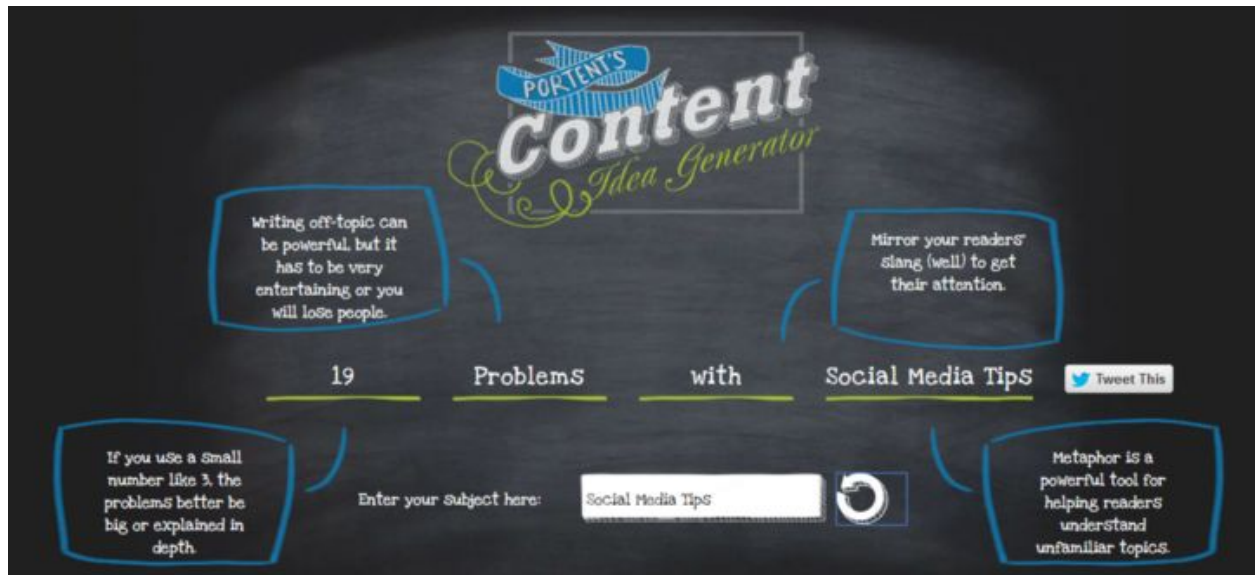 PORTENT'S
Content
Idea Generator
Writing off-topic can
be powerful, but it
has to be very
entertaining or you
will lose people.
Mirror your readers'
slang (well) to get
their attention.
19 Problems with Social Media Tips Tweet This
If you use a small
number like 3, the
problems better be
big or explained in
depth.
Enter your subject here: Social Media Tips
Metaphor is a
powerful tool for
helping readers
understand
unfamiliar topics.